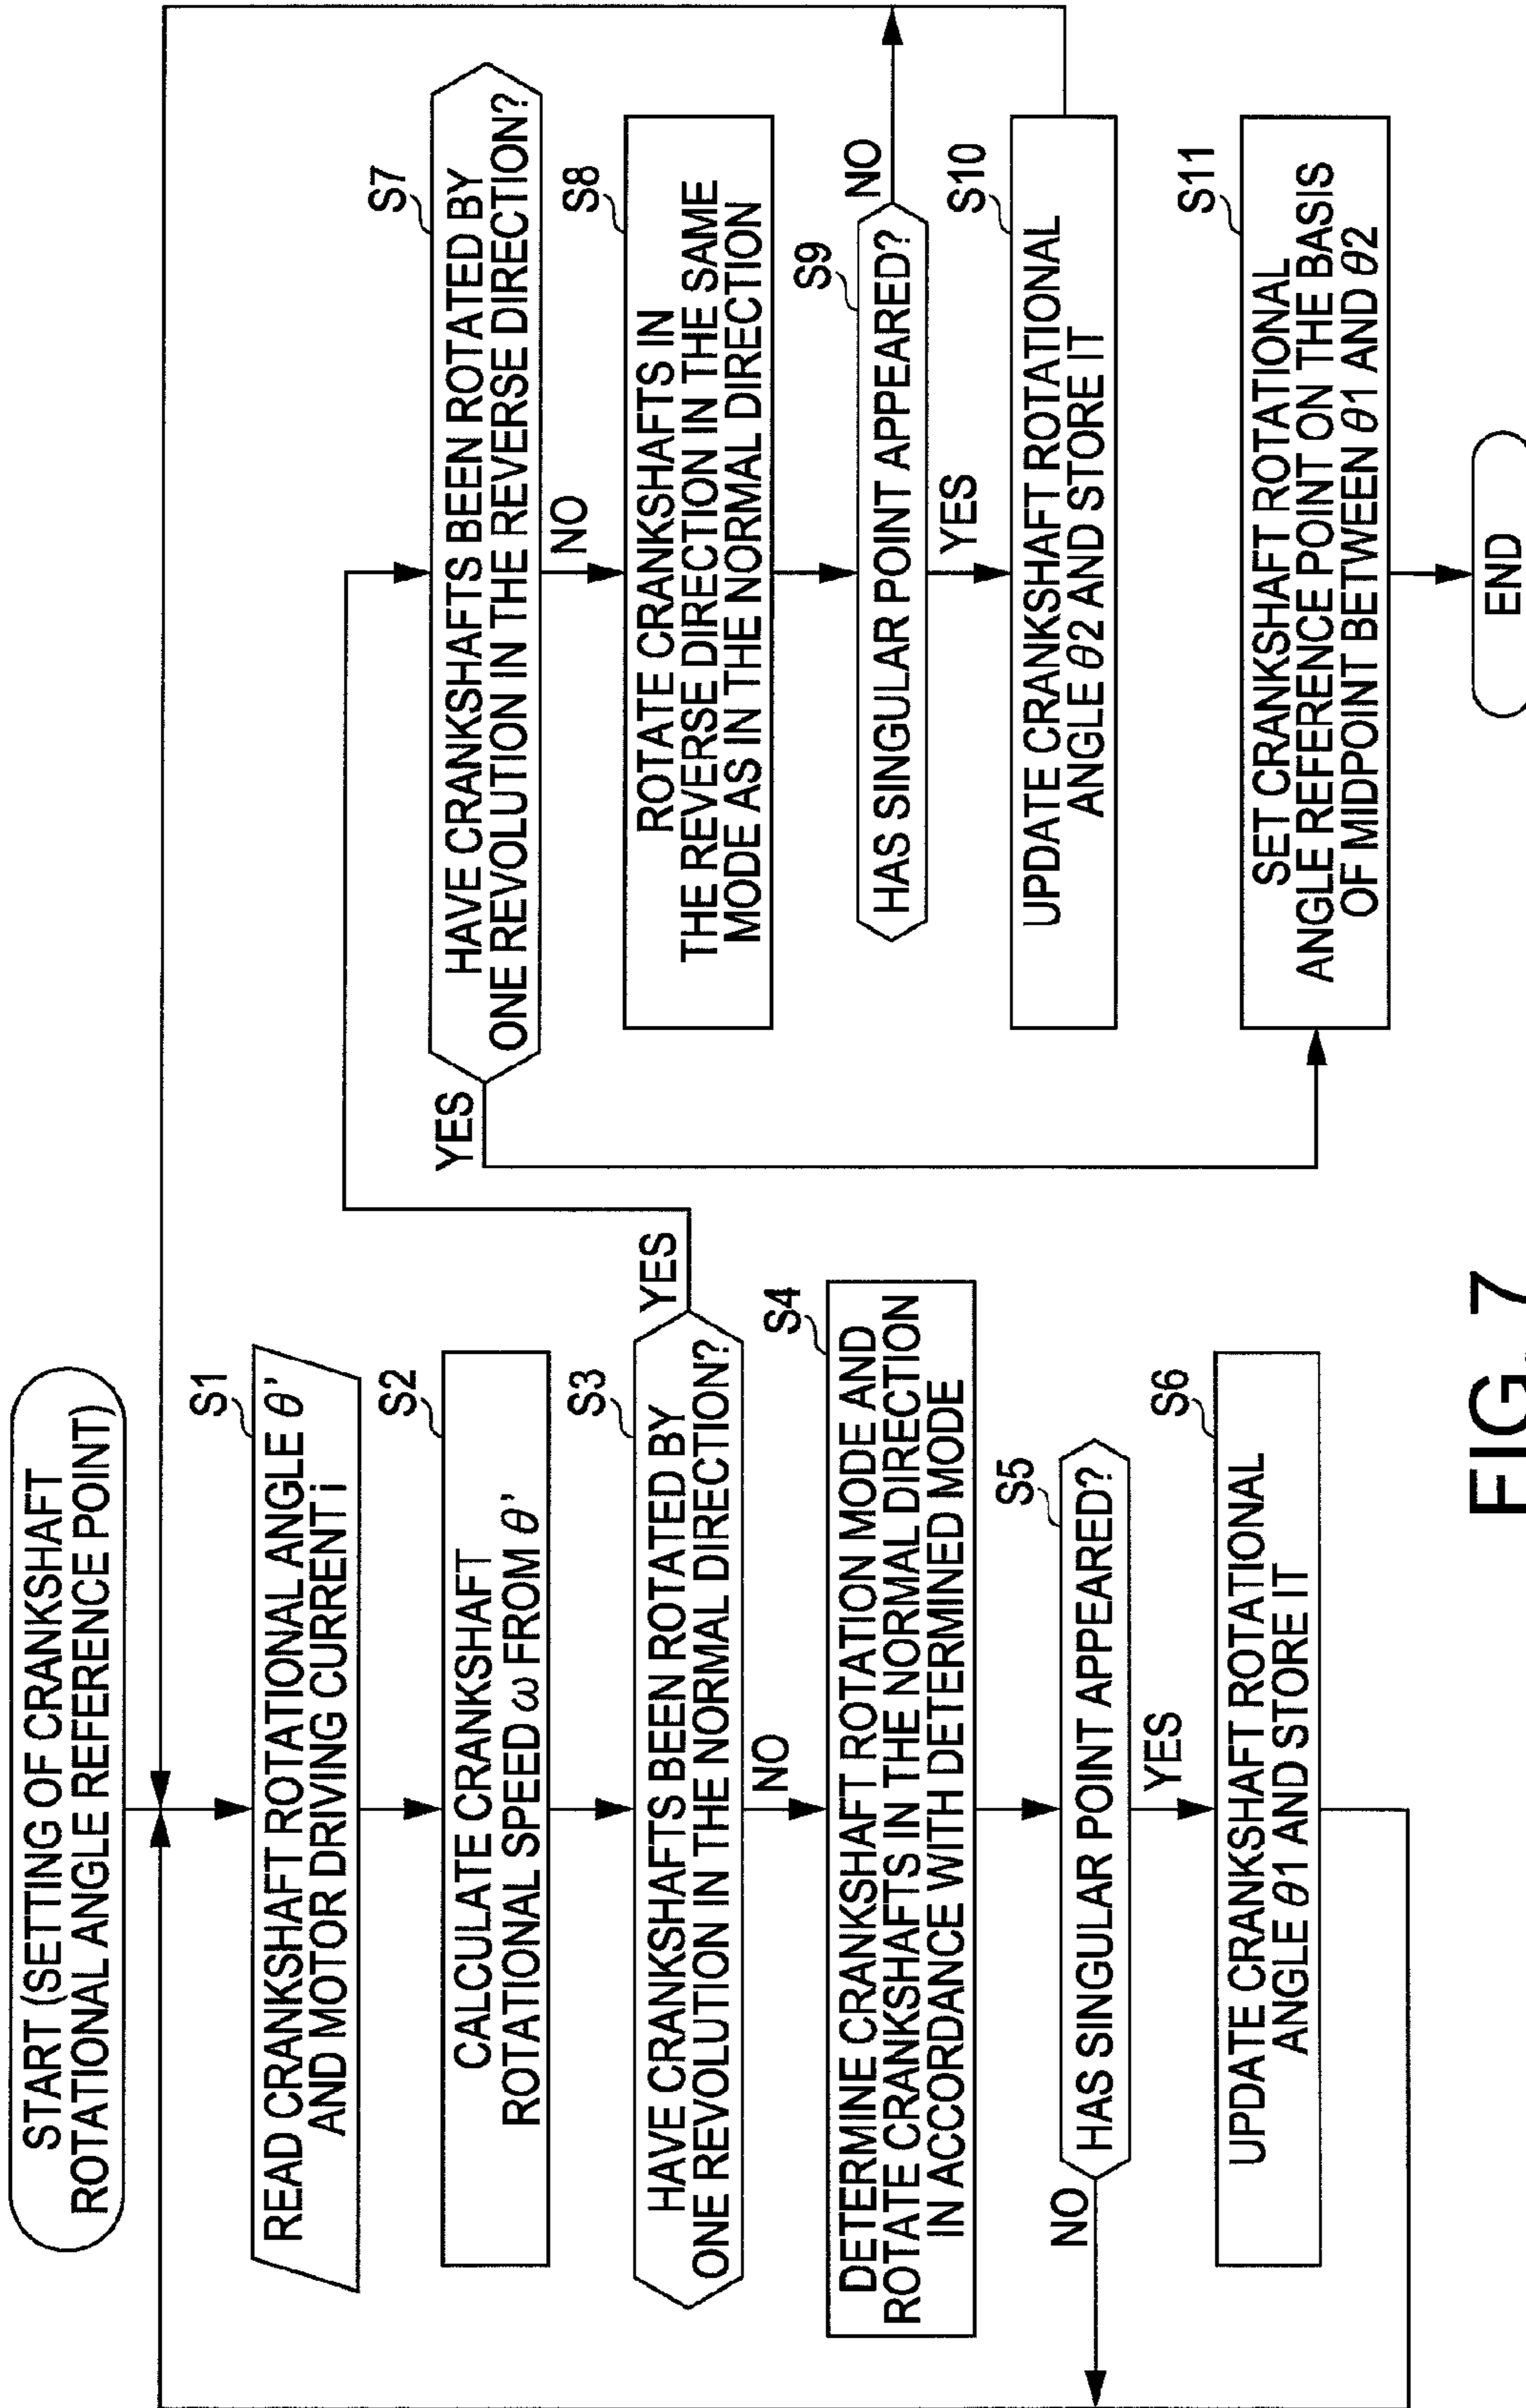 START (SETTING OF CRANKSHAFT
ROTATIONAL ANGLE REFERENCE POINT)
S1
READ CRANKSHAFT ROTATIONAL ANGLE θ'
AND MOTOR DRIVING CURRENT i
S2
CALCULATE CRANKSHAFT
ROTATIONAL SPEED ω FROM θ'
S3
HAVE CRANKSHAFTS BEEN ROTATED BY
ONE REVOLUTION IN THE NORMAL DIRECTION?
YES
NO
S4
DETERMINE CRANKSHAFT ROTATION MODE AND
ROTATE CRANKSHAFTS IN THE NORMAL DIRECTION
IN ACCORDANCE WITH DETERMINED MODE
S5
HAS SINGULAR POINT APPEARED?
NO
YES
S6
UPDATE CRANKSHAFT ROTATIONAL
ANGLE θ1 AND STORE IT
S7
HAVE CRANKSHAFTS BEEN ROTATED BY
ONE REVOLUTION IN THE REVERSE DIRECTION?
YES
NO
S8
ROTATE CRANKSHAFTS IN
THE REVERSE DIRECTION IN THE SAME
MODE AS IN THE NORMAL DIRECTION
S9
HAS SINGULAR POINT APPEARED?
NO
YES
S10
UPDATE CRANKSHAFT ROTATIONAL
ANGLE θ2 AND STORE IT
S11
SET CRANKSHAFT ROTATIONAL
ANGLE REFERENCE POINT ON THE BASIS
OF MIDPOINT BETWEEN θ1 AND θ2
END
FIG. 7